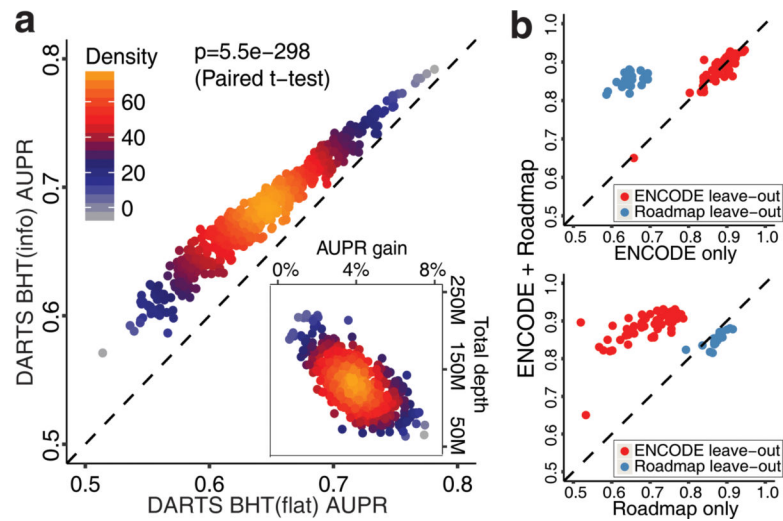 a
Density
60
40
20
0
p=5.5e-298
(Paired t-test)
0.8
0.7
0.6
0.5
DARTS BHT(info) AUPR
0.5
0.6
0.7
0.8
DARTS BHT(flat) AUPR
AUPR gain
0%
4%
8%
250M
150M
50M
Total depth
b
ENCODE + Roadmap
1.0
0.9
0.8
0.7
0.6
0.5
ENCODE leave-out
Roadmap leave-out
0.5
0.6
0.7
0.8
0.9
1.0
ENCODE only
1.0
0.9
0.8
0.7
0.6
0.5
ENCODE leave-out
Roadmap leave-out
0.5
0.6
0.7
0.8
0.9
1.0
Roadmap only